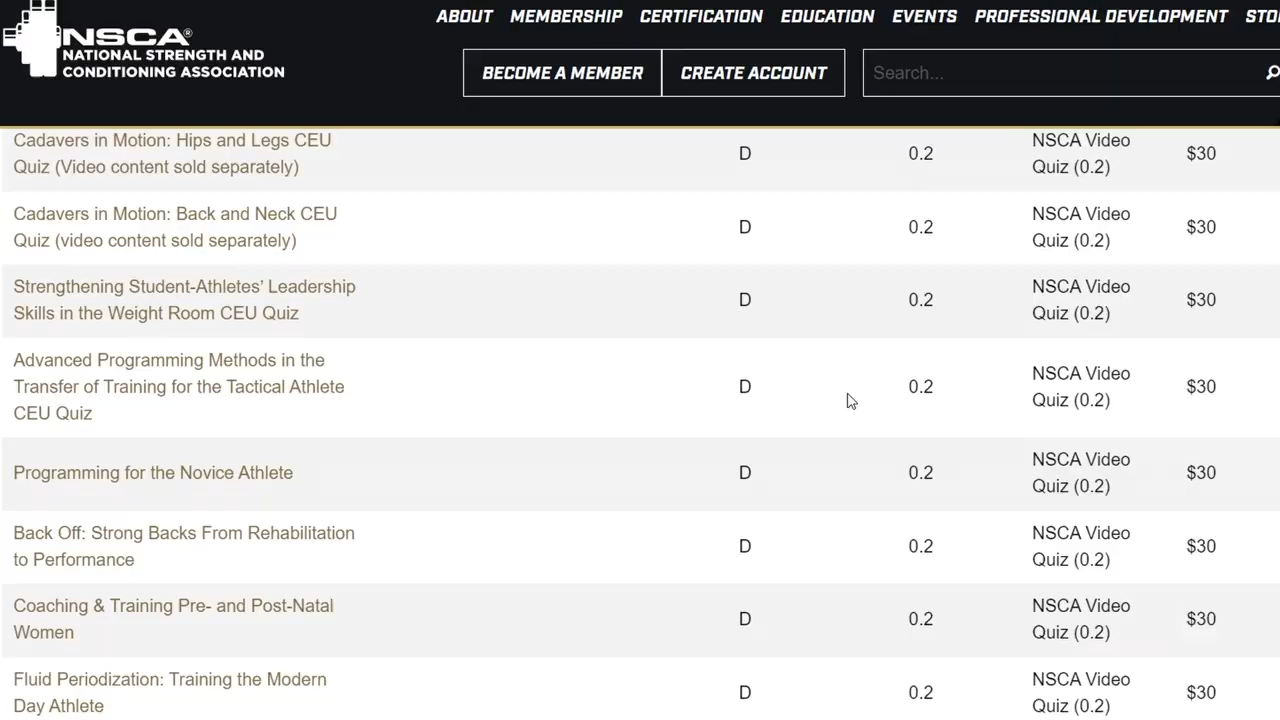 ABOUT MEMBERSHIP CERTIFICATION EDUCATION EVENTS PROFESSIONAL DEVELOPMENT
NSCA®
NATIONAL STRENGTH AND
CONDITIONING ASSOCIATION
BECOME A MEMBER CREATE ACCOUNT Search...
Cadavers in Motion: Hips and Legs CEU
Quiz (Video content sold separately)
D
0.2
NSCA Video
Quiz (0.2)
$30
Cadavers in Motion: Back and Neck CEU
Quiz (video content sold separately)
D
0.2
NSCA Video
Quiz (0.2)
$30
Strengthening Student-Athletes’ Leadership
Skills in the Weight Room CEU Quiz
D
0.2
NSCA Video
Quiz (0.2)
$30
Advanced Programming Methods in the
Transfer of Training for the Tactical Athlete
CEU Quiz
D
0.2
NSCA Video
Quiz (0.2)
$30
Programming for the Novice Athlete
D
0.2
NSCA Video
Quiz (0.2)
$30
Back Off: Strong Backs From Rehabilitation
to Performance
D
0.2
NSCA Video
Quiz (0.2)
$30
Coaching & Training Pre- and Post-Natal
Women
D
0.2
NSCA Video
Quiz (0.2)
$30
Fluid Periodization: Training the Modern
Day Athlete
D
0.2
NSCA Video
Quiz (0.2)
$30